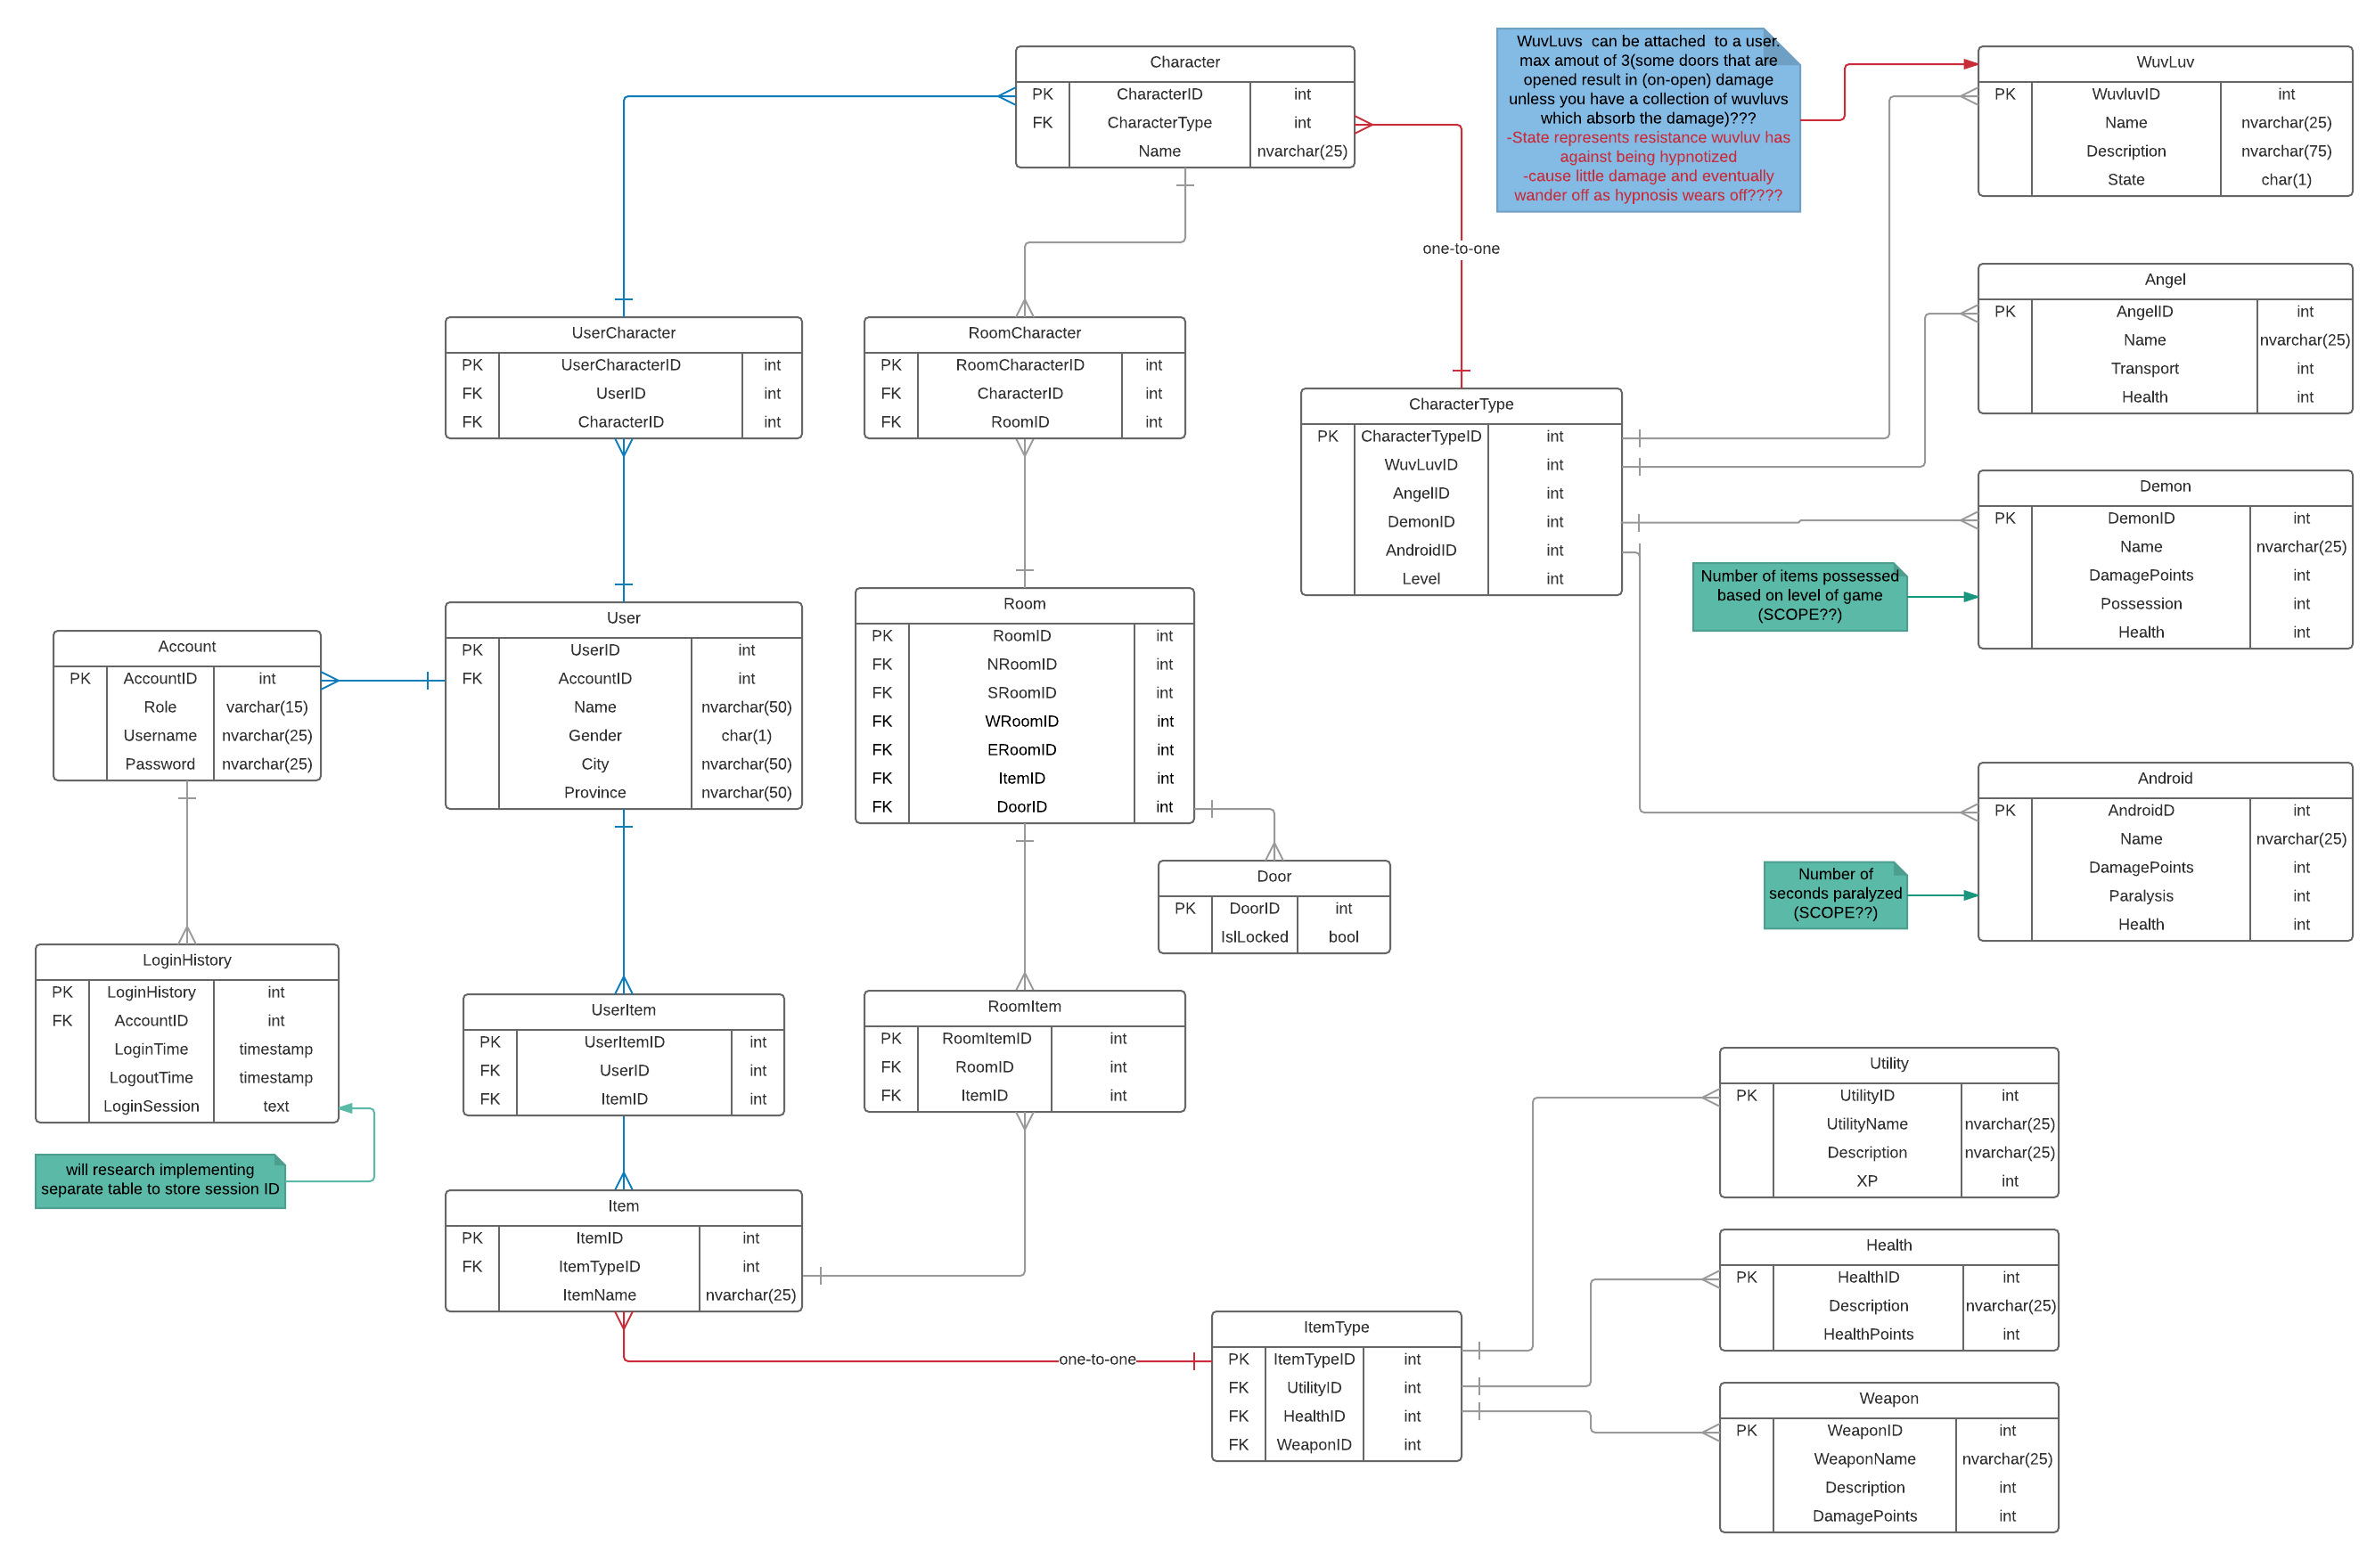 Character
PK CharacterID int
FK CharacterType int
Name nvarchar(25)
WuvLuvs can be attached to a user.
max amout of 3(some doors that are
opened result in (on-open) damage
unless you have a collection of wuvluvs
which absorb the damage)???
-State represents resistance wuvluv has
against being hypnotized
-cause little damage and eventually
wander off as hypnosis wears off????
WuvLuv
PK WuvluvID int
Name nvarchar(25)
Description nvarchar(75)
State char(1)
one-to-one
Angel
PK AngelID int
Name nvarchar(25)
Transport int
Health int
UserCharacter
PK UserCharacterID int
FK UserID int
FK CharacterID int
RoomCharacter
PK RoomCharacterID int
FK CharacterID int
FK RoomID int
CharacterType
PK CharacterTypeID int
WuvLuvID int
AngelID int
DemonID int
AndroidID int
Level int
Demon
PK DemonID int
Name nvarchar(25)
DamagePoints int
Possession int
Health int
Number of items possessed
based on level of game
(SCOPE??)
Account
PK AccountID int
Role varchar(15)
Username nvarchar(25)
Password nvarchar(25)
User
PK UserID int
FK AccountID int
Name nvarchar(50)
Gender char(1)
City nvarchar(50)
Province nvarchar(50)
Room
PK RoomID int
FK NRoomID int
FK SRoomID int
FK WRoomID int
FK ERoomID int
FK ItemID int
FK DoorID int
Android
PK AndroidD int
Name nvarchar(25)
DamagePoints int
Paralysis int
Health int
Number of
seconds paralyzed
(SCOPE??)
Door
PK DoorID int
IslLocked bool
LoginHistory
PK LoginHistory int
FK AccountID int
LoginTime timestamp
LogoutTime timestamp
LoginSession text
will research implementing
separate table to store session ID
UserItem
PK UserItemID int
FK UserID int
FK ItemID int
RoomItem
PK RoomItemID int
FK RoomID int
FK ItemID int
Utility
PK UtilityID int
UtilityName nvarchar(25)
Description nvarchar(25)
XP int
Item
PK ItemID int
FK ItemTypeID int
ItemName nvarchar(25)
Health
PK HealthID int
Description nvarchar(25)
HealthPoints int
one-to-one
ItemType
PK ItemTypeID int
FK UtilityID int
FK HealthID int
FK WeaponID int
Weapon
PK WeaponID int
WeaponName nvarchar(25)
Description int
DamagePoints int